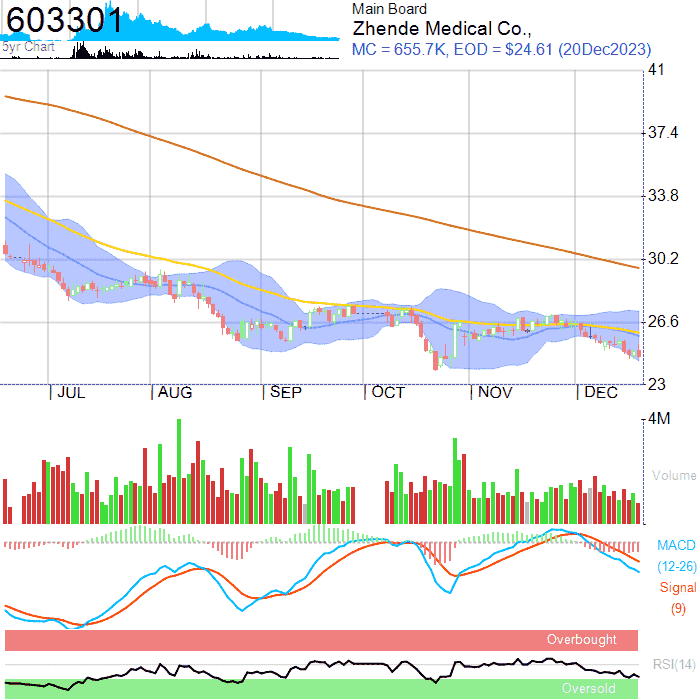 603301
5yr Chart
Main Board
Zhende Medical Co.,
MC = 655.7K, EOD = $24.61 (20Dec2023)
41
37.4
33.8
30.2
26.6
23
JUL AUG SEP OCT NOV DEC
4M
Volume
MACD
(12-26)
Signal
(9)
Overbought
RSI(14)
Oversold